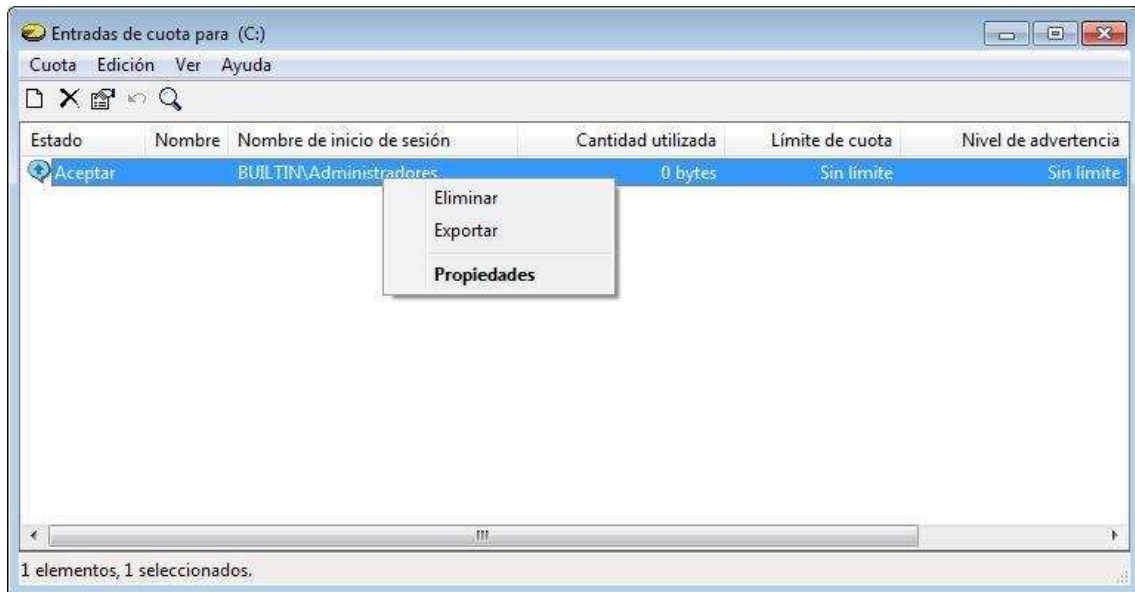 Entradas de cuota para (C:)
Cuota Edición Ver Ayuda
Estado Nombre Nombre de inicio de sesión Cantidad utilizada Límite de cuota Nivel de advertencia
Aceptar BUILTIN\Administradores 0 bytes Sin límite Sin límite
Eliminar
Exportar
Propiedades
1 elementos, 1 seleccionados.